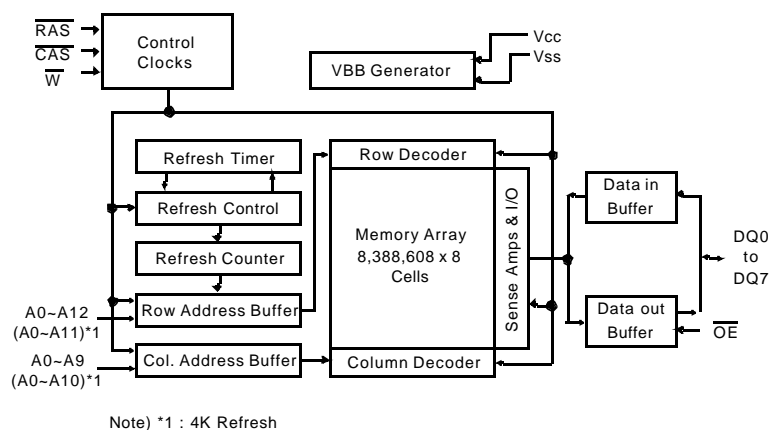 RAS
CAS
W
Control
Clocks
VBB Generator
Vcc
Vss
Refresh Timer
Refresh Control
Refresh Counter
Row Address Buffer
Col. Address Buffer
A0~A12
(A0~A11)*1
A0~A9
(A0~A10)*1
Row Decoder
Memory Array
8,388,608 x 8
Cells
Column Decoder
Sense Amps & I/O
Data in
Buffer
Data out
Buffer
DQ0
to
DQ7
OE
Note) *1 : 4K Refresh